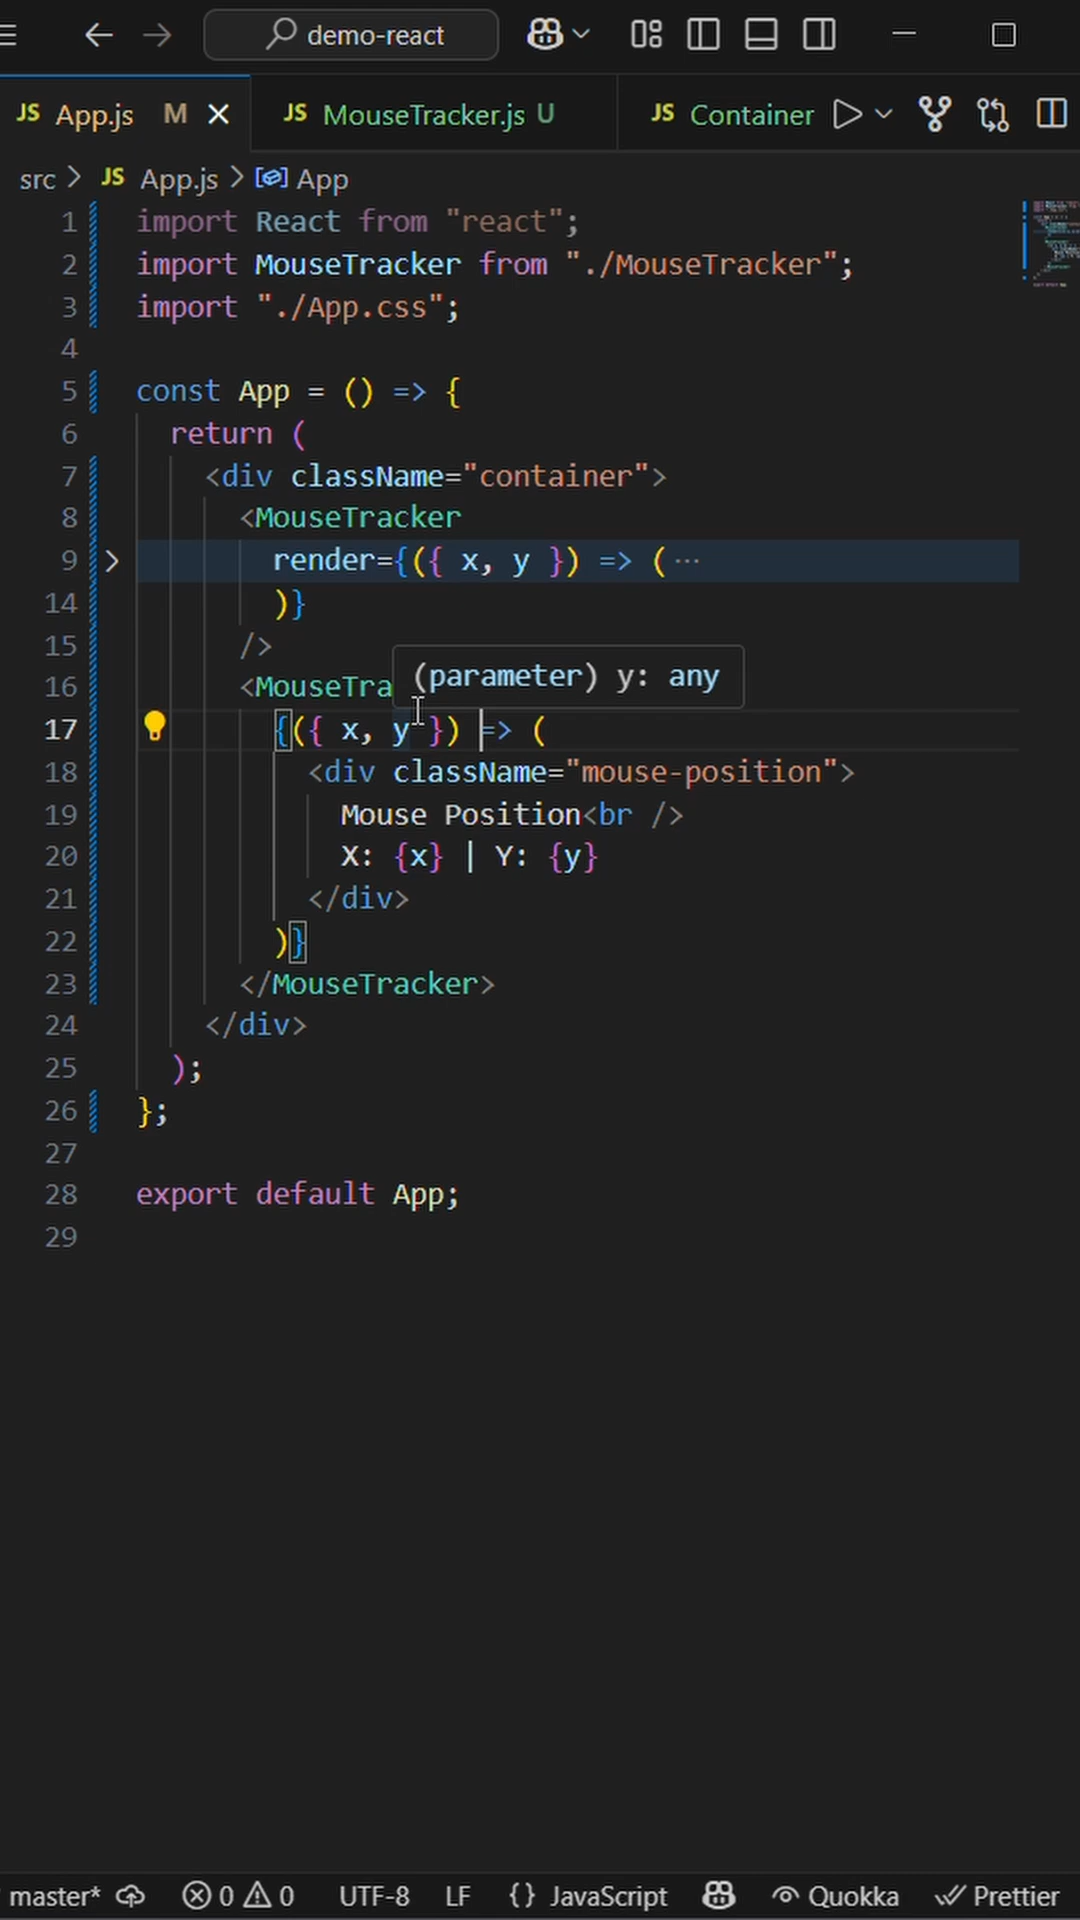 demo-react
JS App.js M JS MouseTracker.js U JS Container
src > JS App.js > App
1 import React from "react";
2 import MouseTracker from "./MouseTracker";
3 import "./App.css";
4
5 const App = () => {
6 return (
7 <div className="container">
8 <MouseTracker
9 render={({ x, y }) => ( ···
14 )}
15 />
(parameter) y: any
16 <MouseTra
17 {({ x, y }) => (
18 <div className="mouse-position">
19 Mouse Position<br />
20 X: {x} | Y: {y}
21 </div>
22 )}
23 </MouseTracker>
24 </div>
25 );
26 };
27
28 export default App;
29
master* 0 0 UTF-8 LF {} JavaScript Quokka Prettier